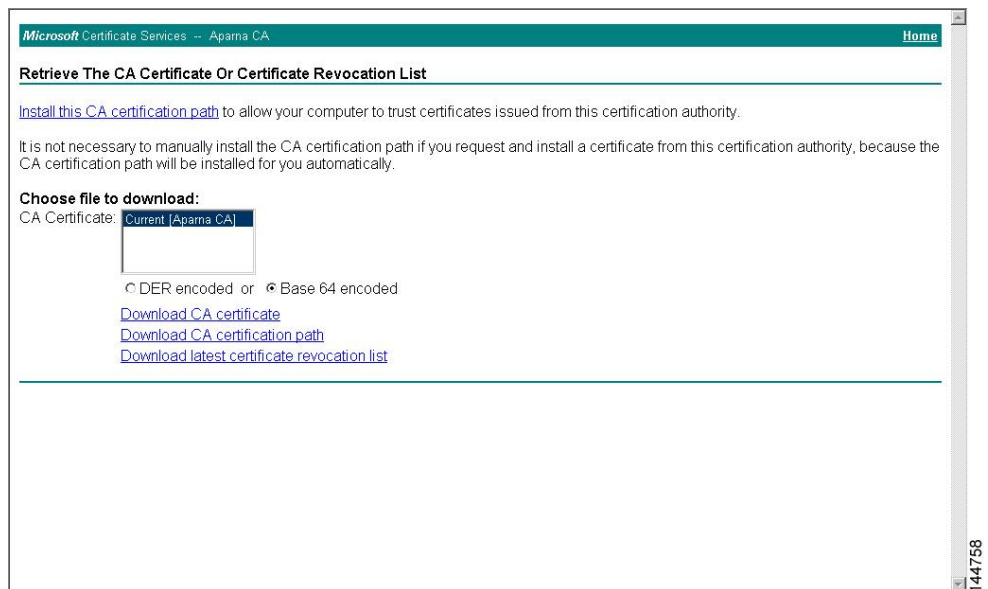 Microsoft Certificate Services -- Aparna CA Home
Retrieve The CA Certificate Or Certificate Revocation List
Install this CA certification path to allow your computer to trust certificates issued from this certification authority.
It is not necessary to manually install the CA certification path if you request and install a certificate from this certification authority, because the
CA certification path will be installed for you automatically.
Choose file to download:
CA Certificate: Current [Aparna CA]
DER encoded or Base 64 encoded
Download CA certificate
Download CA certification path
Download latest certificate revocation list
144758